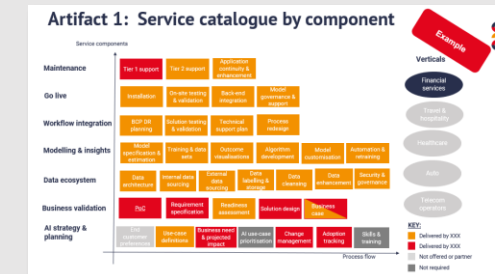 Artifact 1: Service catalogue by component
Example
Service components
Verticals
Maintenance
Tier 1 support
Tier 2 support
Application
continuity &
enhancement
Financial
services
Go live
Installation
On-site testing
& validation
Back-end
integration
Model
governance &
support
Travel &
hospitality
Workflow integration
BCP DR
planning
Solution testing
& validation
Technical
support plan
Process
redesign
Healthcare
Modelling & insights
Model
specification &
estimation
Training & data
sets
Outcome
visualisations
Algorithm
development
Model
customisation
Automation &
retraining
Auto
Data ecosystem
Data
architecture
Internal data
sourcing
External
data
sourcing
Data
labelling &
storage
Data
cleansing
Data
enhancement
Security &
governance
Telecom
operators
Business validation
PoC
Requirement
specification
Readiness
assessment
Solution design
Business
case
AI strategy &
planning
customer
preferences
Use-case
definitions
Business need
& projected
impact
AI use-case
prioritisation
Change
management
Adoption
tracking
Skills &
training
Process flow
KEY:
Delivered by XXX
Delivered by XXX
Not offered or partner
Not required